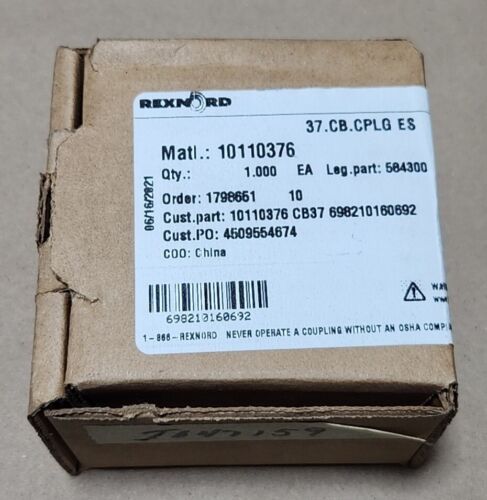 REXNORD
37.CB.CPLG ES
Matl.: 10110376
Qty.: 1.000 EA Leg.part: 584300
06/16/2021
Order: 1798651 10
Cust.part: 10110376 CB37 698210160692
Cust.PO: 4509554674
COO: China
698210160692
1-866-REXNORD NEVER OPERATE A COUPLING WITHOUT AN OSHA